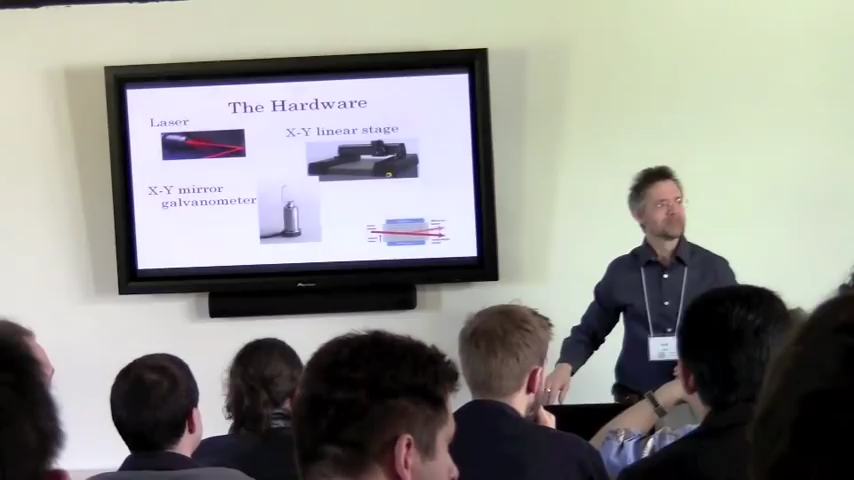 The Hardware
Laser
X-Y linear stage
X-Y mirror
galvanometer